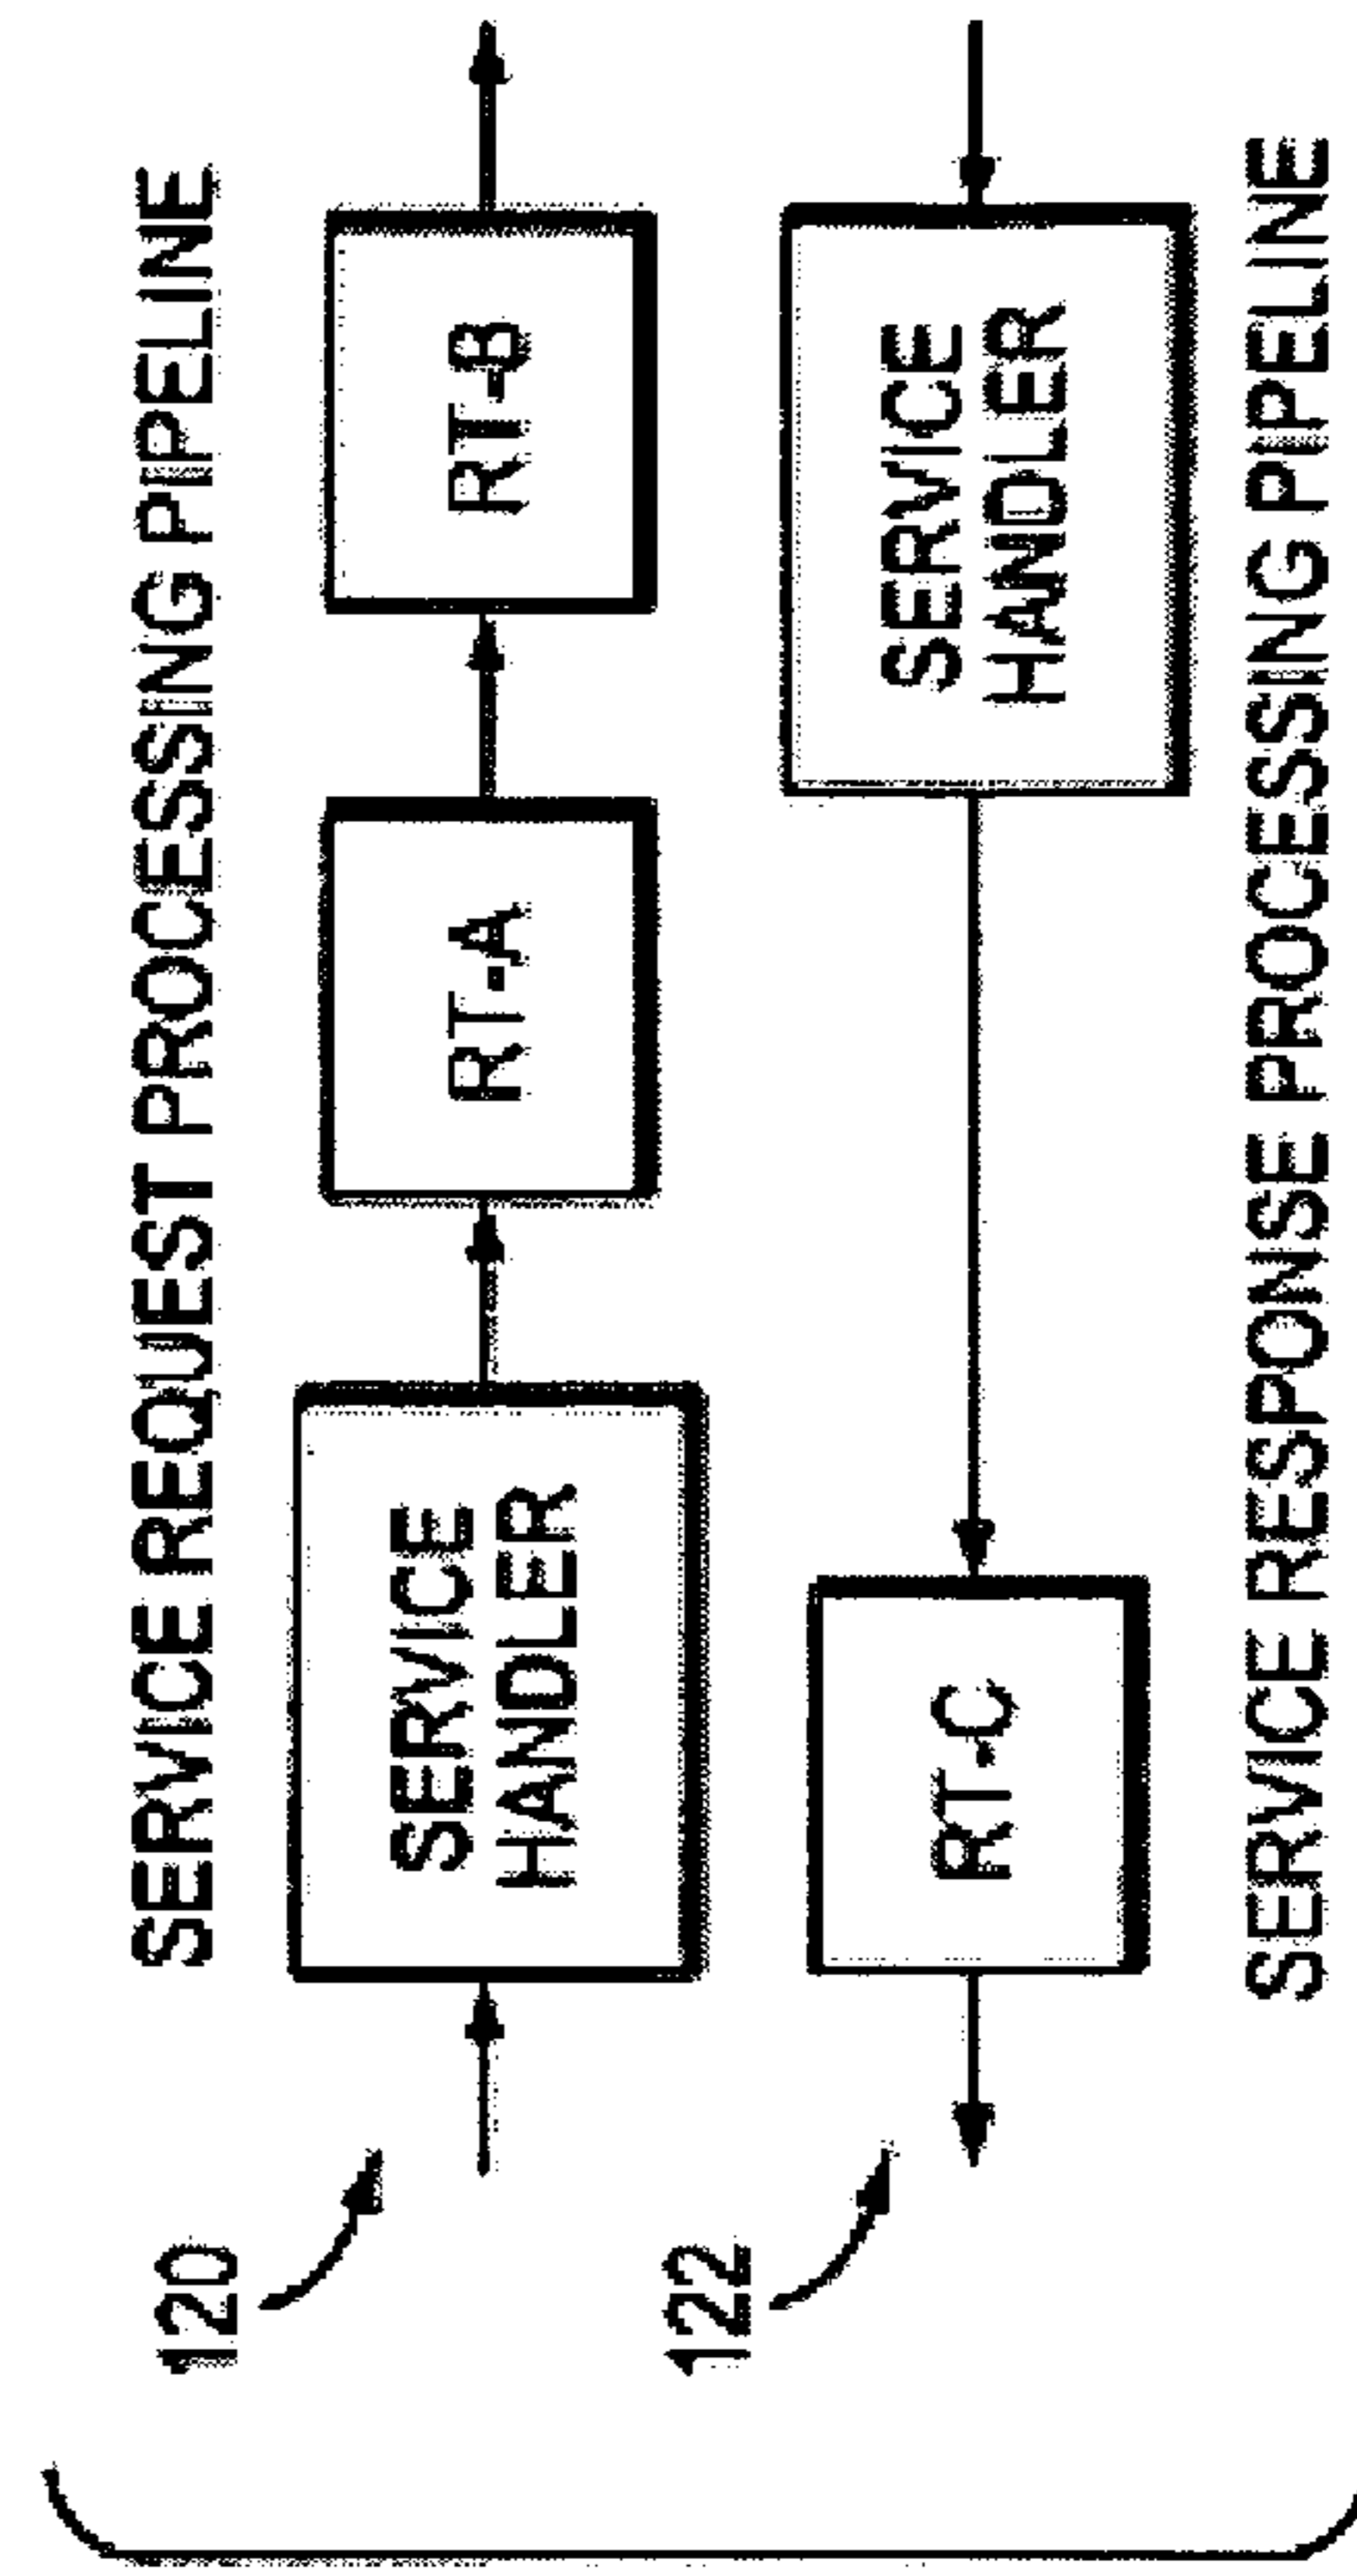 SERVICE REQUEST PROCESSING PIPELINE
120
SERVICE
HANDLER
RT-A
RT-B
122
RT-C
SERVICE
HANDLER
SERVICE RESPONSE PROCESSING PIPELINE